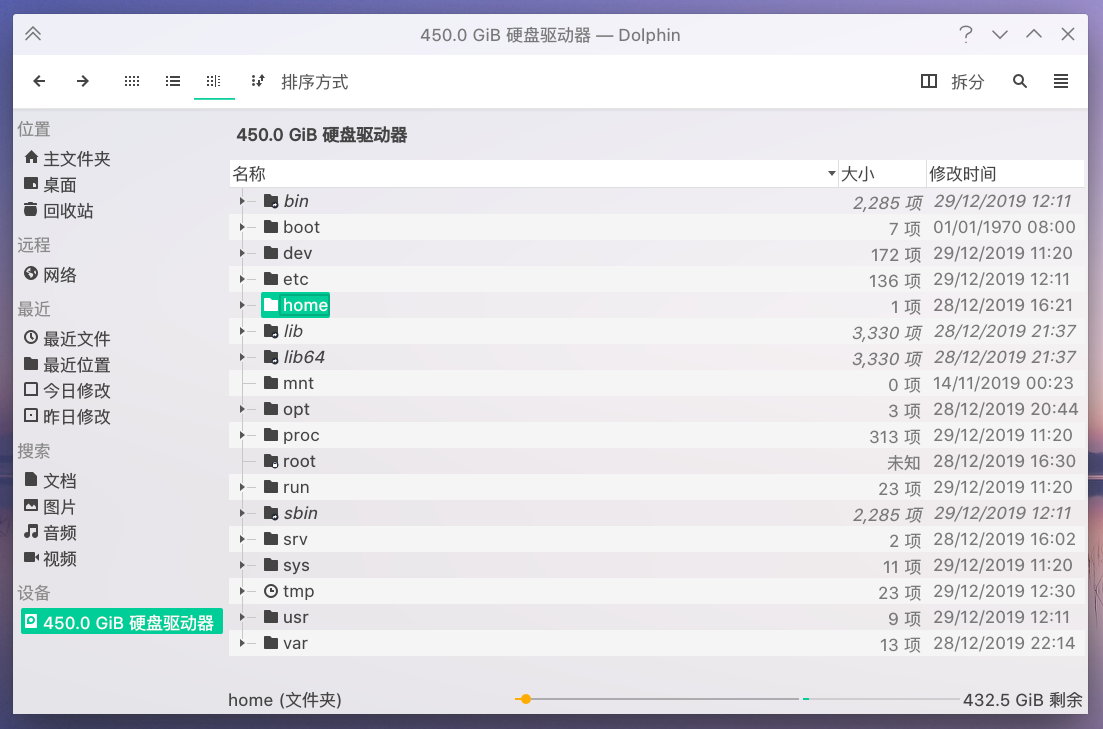 450.0 GiB 硬盘驱动器 — Dolphin
排序方式
拆分
位置
主文件夹
桌面
回收站
远程
网络
最近
最近文件
最近位置
今日修改
昨日修改
搜索
文档
图片
音频
视频
设备
450.0 GiB 硬盘驱动器
450.0 GiB 硬盘驱动器
名称 大小 修改时间
bin 2,285 项 29/12/2019 12:11
boot 7 项 01/01/1970 08:00
dev 172 项 29/12/2019 11:20
etc 136 项 29/12/2019 12:11
home 1 项 28/12/2019 16:21
lib 3,330 项 28/12/2019 21:37
lib64 3,330 项 28/12/2019 21:37
mnt 0 项 14/11/2019 00:23
opt 3 项 28/12/2019 20:44
proc 313 项 29/12/2019 11:20
root 未知 28/12/2019 16:30
run 23 项 29/12/2019 11:20
sbin 2,285 项 29/12/2019 12:11
srv 2 项 28/12/2019 16:02
sys 11 项 29/12/2019 11:20
tmp 23 项 29/12/2019 12:30
usr 9 项 29/12/2019 12:11
var 13 项 28/12/2019 22:14
home (文件夹) 432.5 GiB 剩余